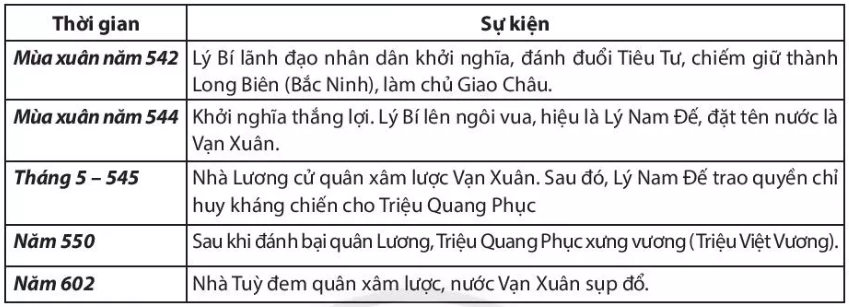 Thời gian
Sự kiện
Mùa xuân năm 542
Lý Bí lãnh đạo nhân dân khởi nghĩa, đánh đuổi Tiêu Tư, chiếm giữ thành
Long Biên (Bắc Ninh), làm chủ Giao Châu.
Mùa xuân năm 544
Khởi nghĩa thắng lợi. Lý Bí lên ngôi vua, hiệu là Lý Nam Đế, đặt tên nước là
Vạn Xuân.
Tháng 5 – 545
Nhà Lương cử quân xâm lược Vạn Xuân. Sau đó, Lý Nam Đế trao quyền chỉ
huy kháng chiến cho Triệu Quang Phục
Năm 550
Sau khi đánh bại quân Lương, Triệu Quang Phục xưng vương (Triệu Việt Vương).
Năm 602
Nhà Tuỳ đem quân xâm lược, nước Vạn Xuân sụp đổ.